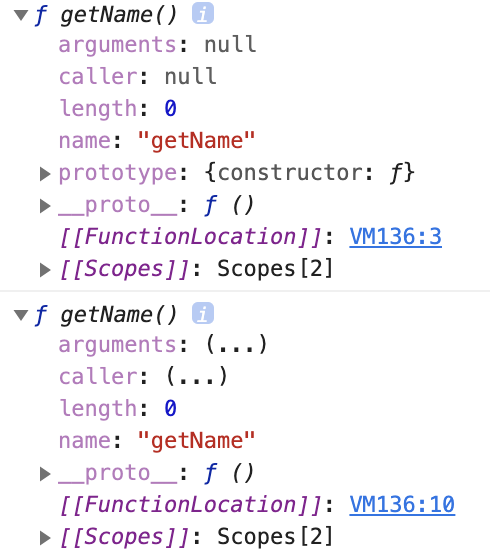 ▼ƒ getName() i
arguments: null
caller: null
length: 0
name: "getName"
▶ prototype: {constructor: ƒ}
▶ __proto__: ƒ ()
[[FunctionLocation]]: VM136:3
▶ [[Scopes]]: Scopes[2]
▼ƒ getName() i
arguments: (...)
caller: (...)
length: 0
name: "getName"
▶ __proto__: ƒ ()
[[FunctionLocation]]: VM136:10
▶ [[Scopes]]: Scopes[2]